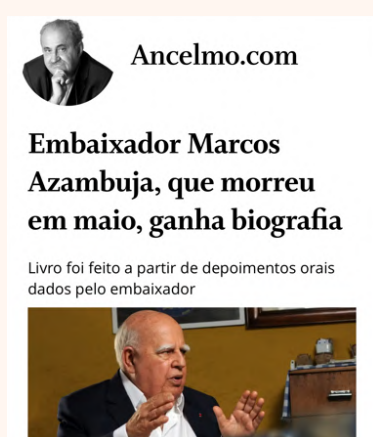 Ancelmo.com
Embaixador Marcos
Azambuja, que morreu
em maio, ganha biografia
Livro foi feito a partir de depoimentos orais
dados pelo embaixador